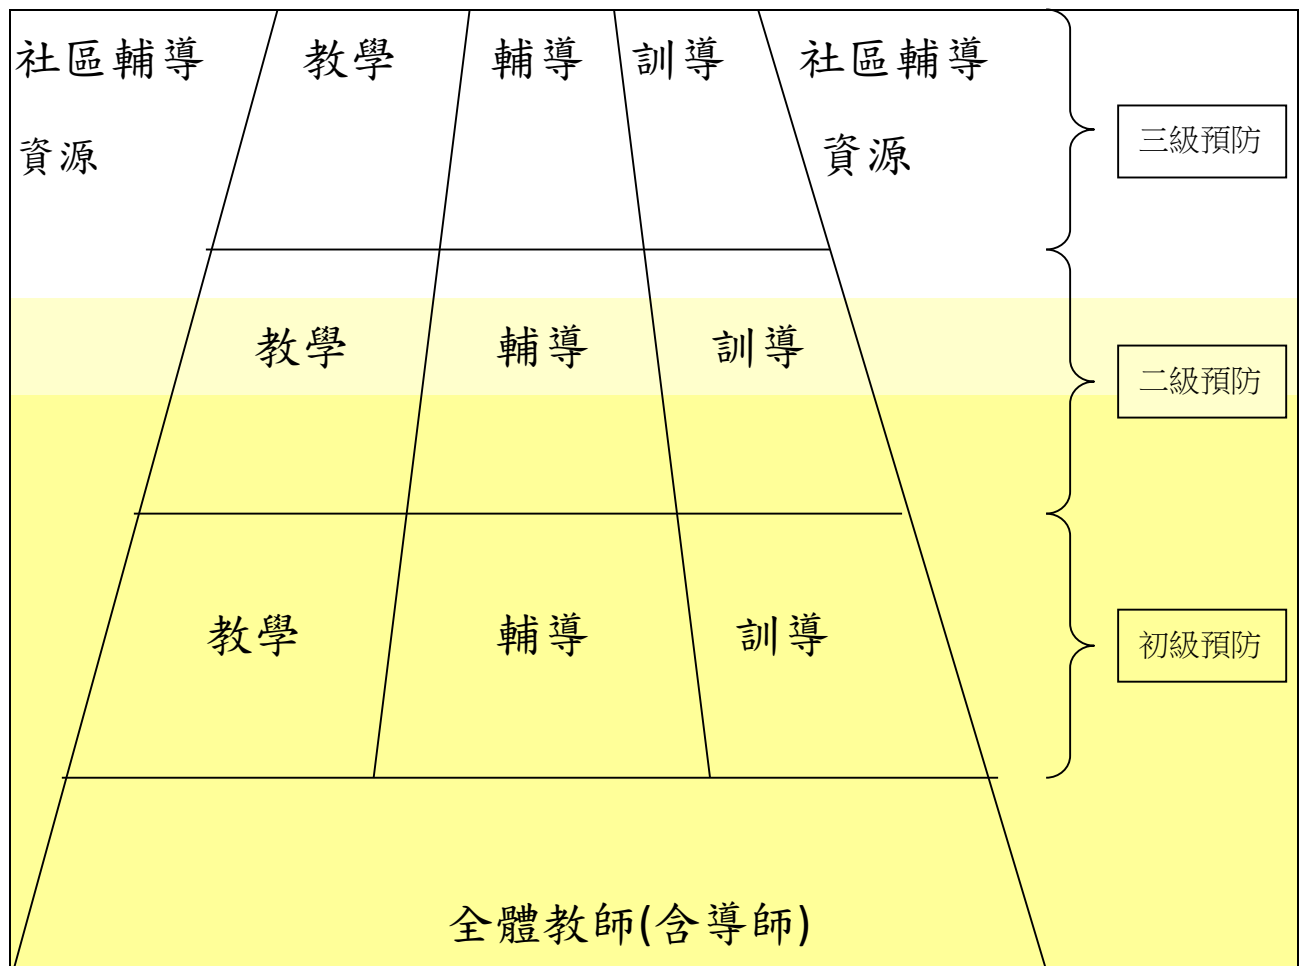 社區輔導 教學 輔導 訓導 社區輔導
三級預防
資源 資源
教學 輔導 訓導
二級預防
教學 輔導 訓導
初級預防
全體教師(含導師)